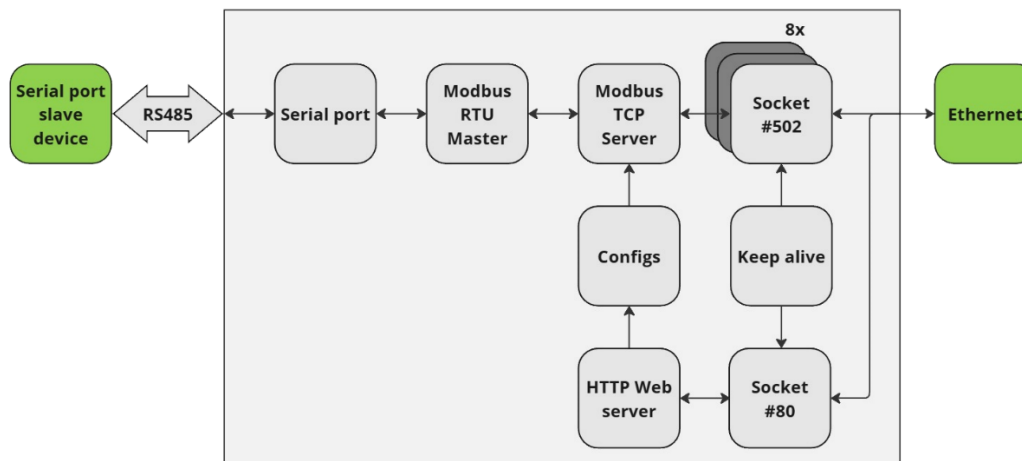 8x
Serial port
slave
device
RS485
Serial port
Modbus
RTU
Master
Modbus
TCP
Server
Socket
#502
Ethernet
Configs
Keep alive
HTTP Web
server
Socket
#80